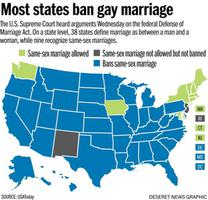 Most states ban gay marriage
The U.S. Supreme Court heard arguments Wednesday on the federal Defense of
Marriage Act. On a state level, 38 states define marriage as between a man and a
woman, while nine recognize same-sex marriages.
Same-sex marriage allowed
Same-sex marriage not allowed but not banned
Bans same-sex marriage
SOURCE: USAToday
DESERET NEWS GRAPHIC